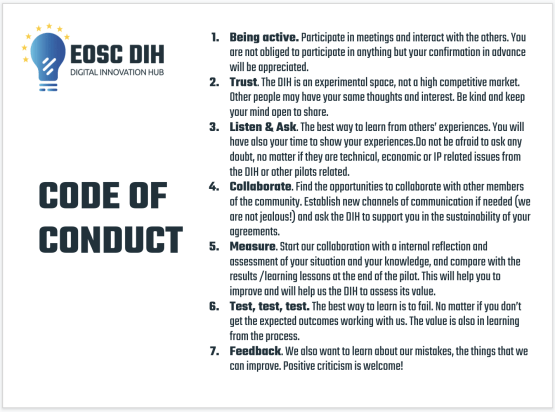 EOSC DIH
DIGITAL INNOVATION HUB
CODE OF
CONDUCT
1. Being active. Participate in meetings and interact with the others. You
are not obliged to participate in anything but your confirmation in advance
will be appreciated.
2. Trust. The DIH is an experimental space, not a high competitive market.
Other people may have your same thoughts and interest. Be kind and keep
your mind open to share.
3. Listen & Ask. The best way to learn from others' experiences. You will
have also your time to show your experiences.Do not be afraid to ask any
doubt, no matter if they are technical, economic or IP related issues from
the DIH or other pilots related.
4. Collaborate. Find the opportunities to collaborate with other members
of the community. Establish new channels of communication if needed (we
are not jealous!) and ask the DIH to support you in the sustainability of your
agreements.
5. Measure. Start our collaboration with a internal reflection and
assessment of your situation and your knowledge, and compare with the
results /learning lessons at the end of the pilot. This will help you to
improve and will help us the DIH to assess its value.
6. Test, test, test. The best way to learn is to fail. No matter if you don't
get the expected outcomes working with us. The value is also in learning
from the process.
7. Feedback. We also want to learn about our mistakes, the things that we
can improve. Positive criticism is welcome!